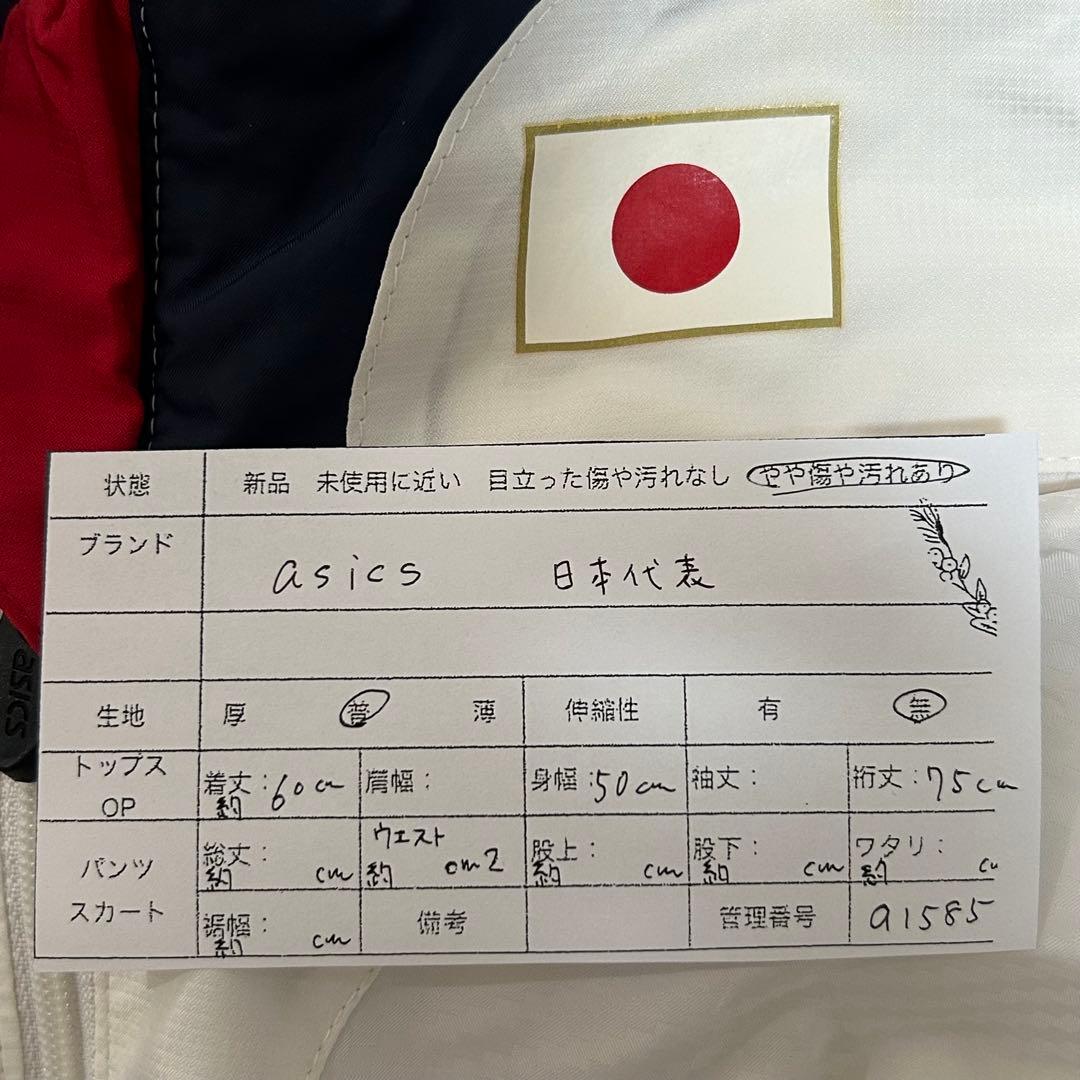 状態 新品 未使用に近い 目立った傷や汚れなし やや傷や汚れあり
ブランド asics 日本代表
生地 厚 普 薄 伸縮性 有 無
トップス
OP 着丈：約60cm 肩幅： 身幅：50cm 袖丈： 裄丈：75cm
パンツ
スカート 総丈：約 cm ウエスト 約 cm2 股上：約 cm 股下：約 cm ワタリ：約 c
裾幅：約 cm 備考 管理番号 a1585
asics